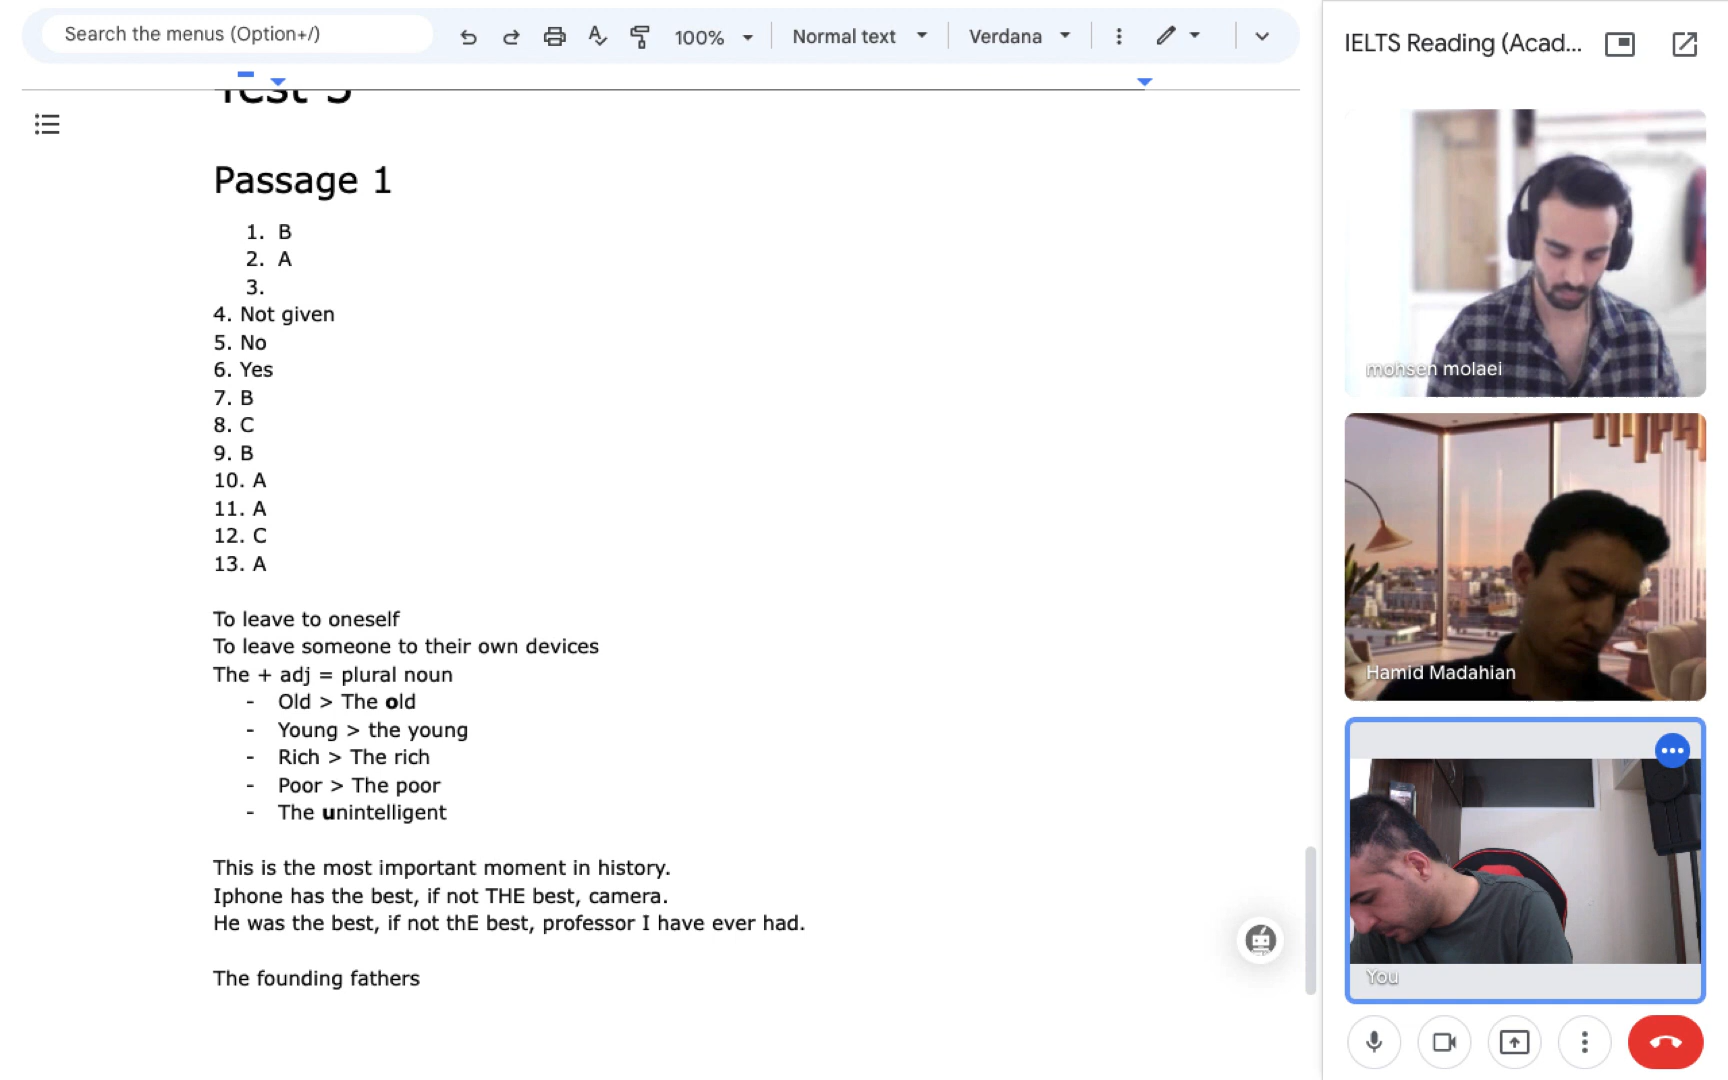 Search the menus (Option+/)
100%
Normal text
Verdana
IELTS Reading (Acad...
Test 3
Passage 1
1. B
2. A
3.
4. Not given
5. No
6. Yes
7. B
8. C
9. B
10. A
11. A
12. C
13. A
To leave to oneself
To leave someone to their own devices
The + adj = plural noun
- Old > The old
- Young > the young
- Rich > The rich
- Poor > The poor
- The unintelligent
This is the most important moment in history.
Iphone has the best, if not THE best, camera.
He was the best, if not thE best, professor I have ever had.
The founding fathers
mohsen molaei
Hamid Madahian
You